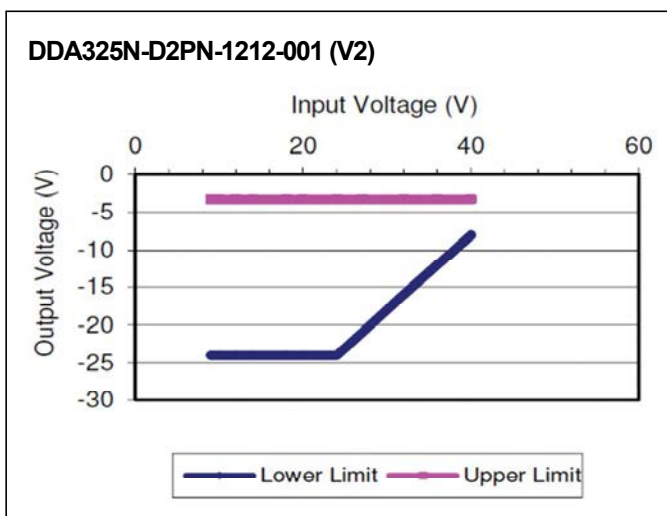 DDA325N-D2PN-1212-001 (V2)
Input Voltage (V)
0 20 40 60
Output Voltage (V)
0
-5
-10
-15
-20
-25
-30
Lower Limit Upper Limit